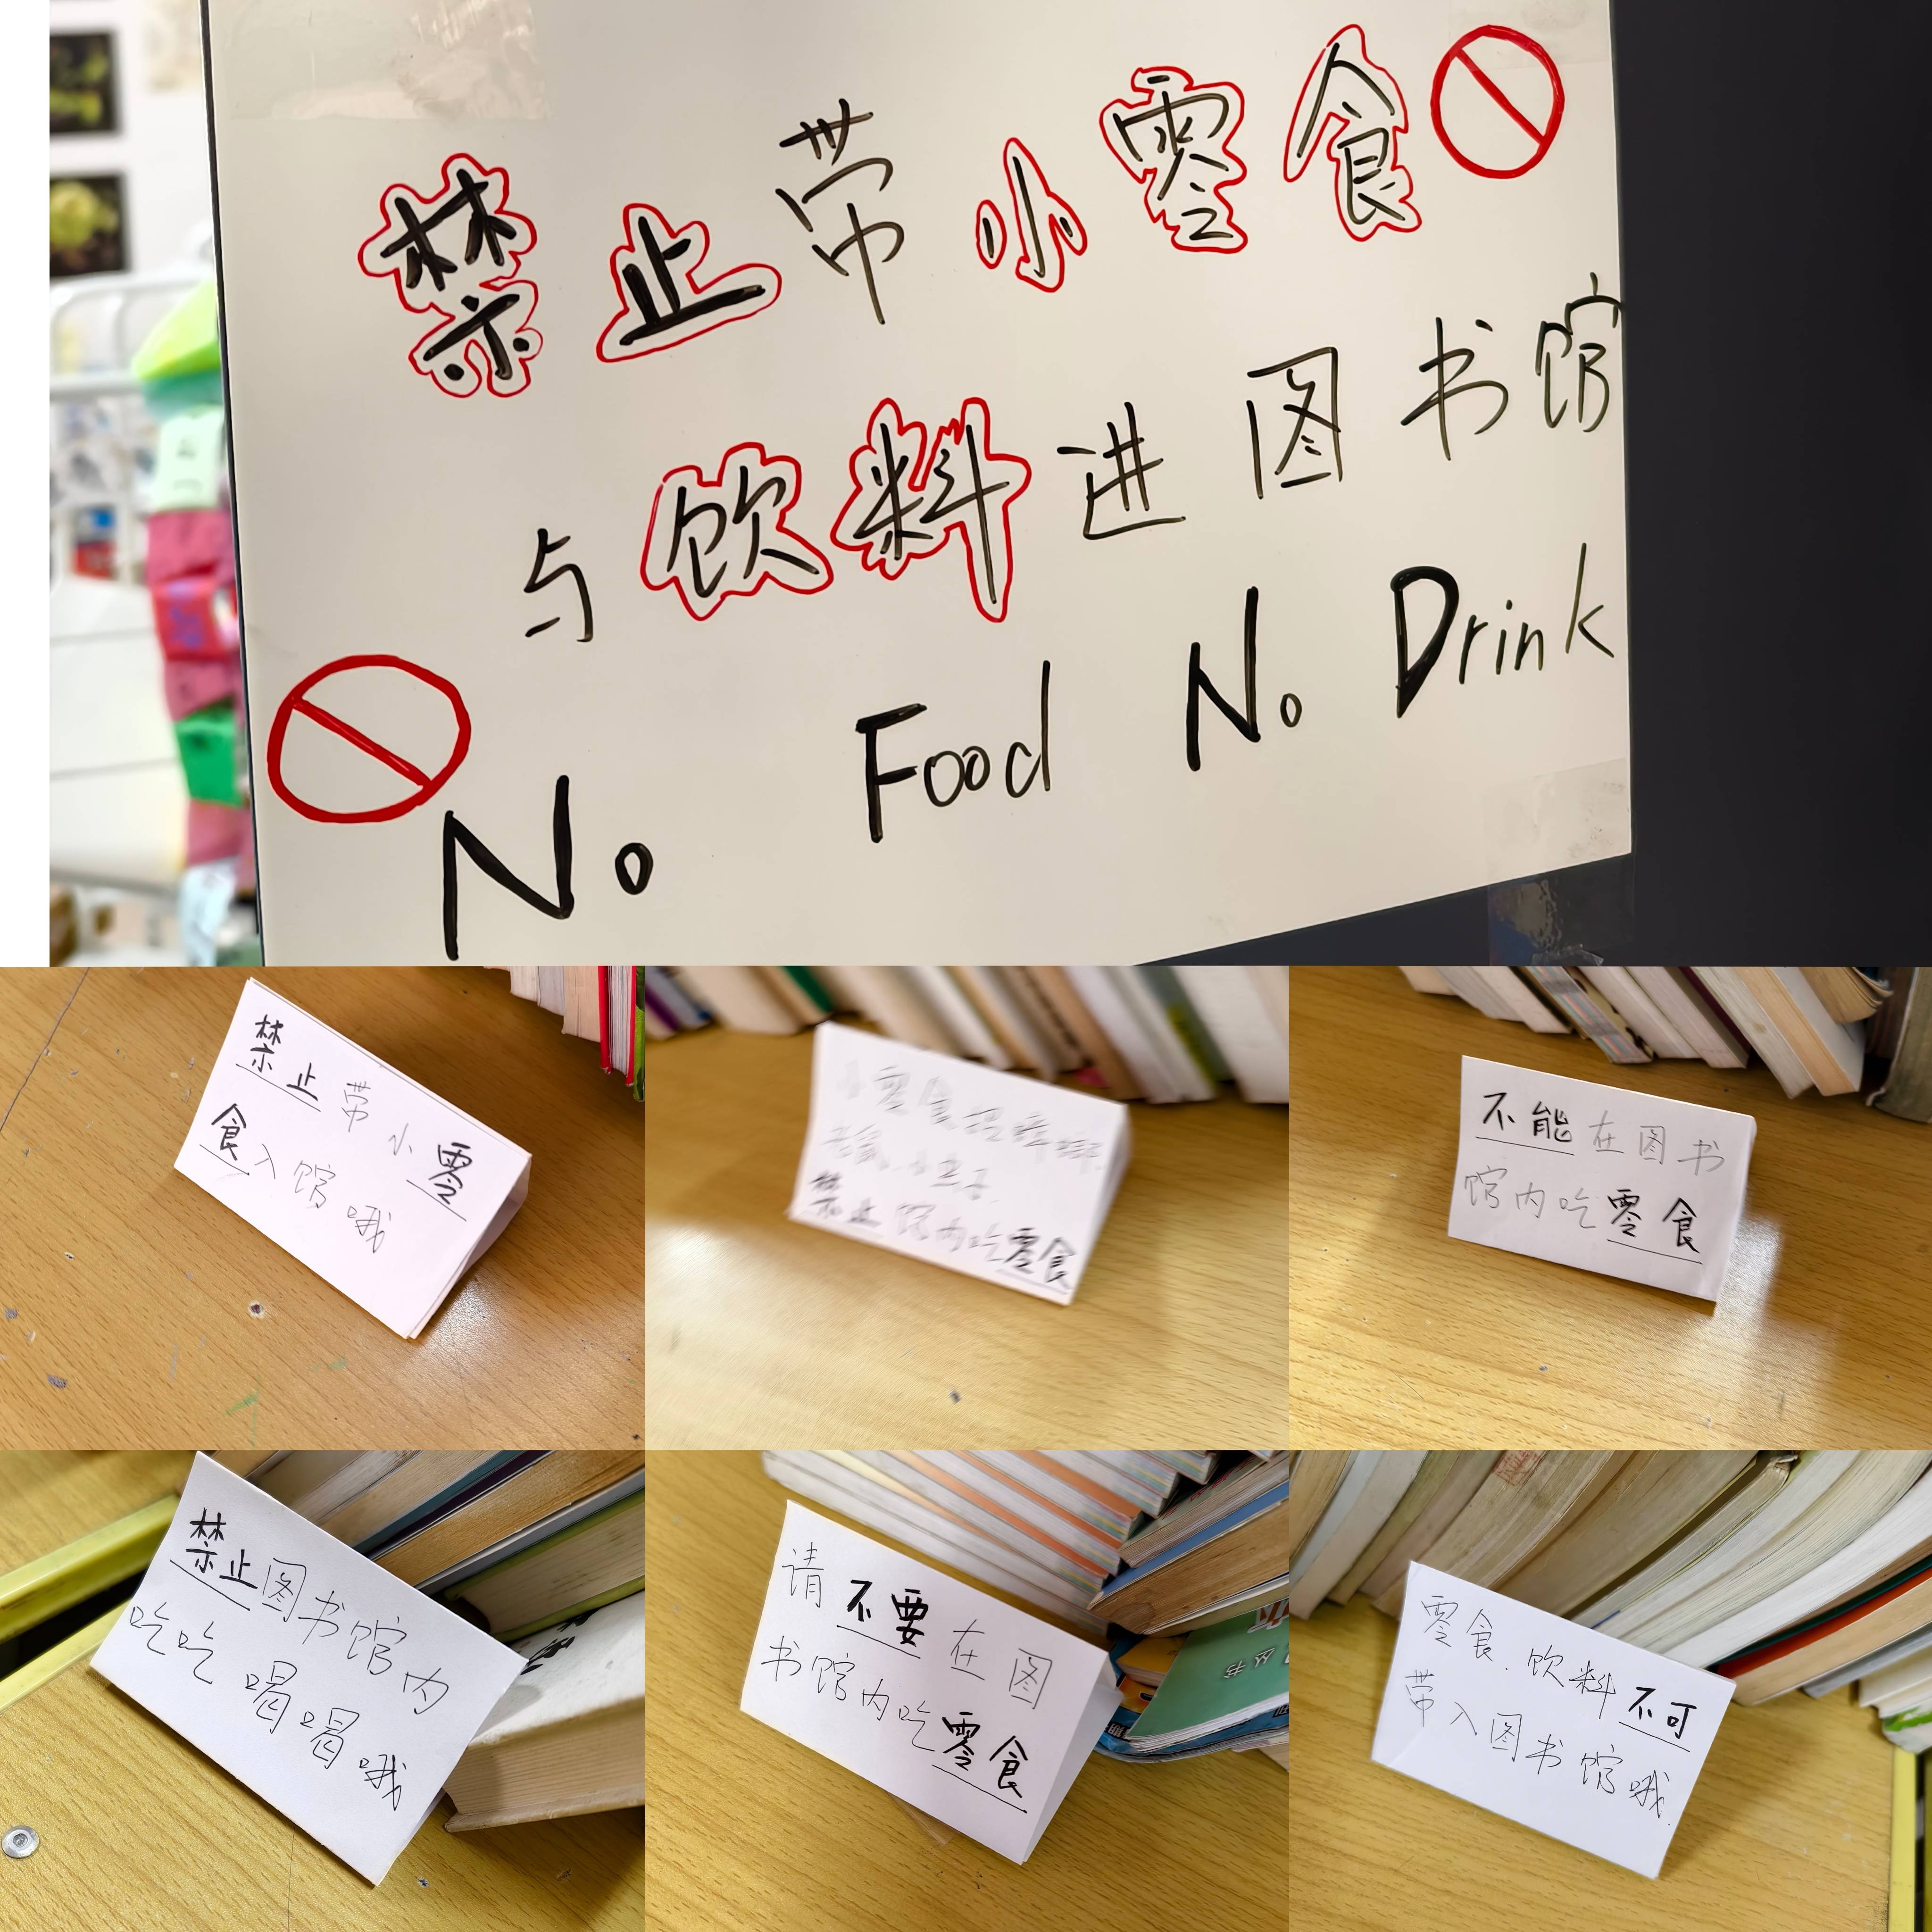 禁止带小零食
与饮料进图书馆
No Food No Drink
禁止带小零
食入馆哦
小零食
禁止馆内吃零食
不能在图书
馆内吃零食
禁止图书馆内
吃吃喝喝哦
请不要在图
书馆内吃零食
零食、饮料不可
带入图书馆哦.